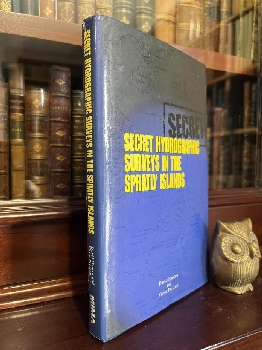 SECRET HYDROGRAPHIC SURVEYS IN THE SPRATLY ISLANDS
SECRET
SECRET HYDROGRAPHIC
SURVEYS IN THE
SPRATLY ISLANDS